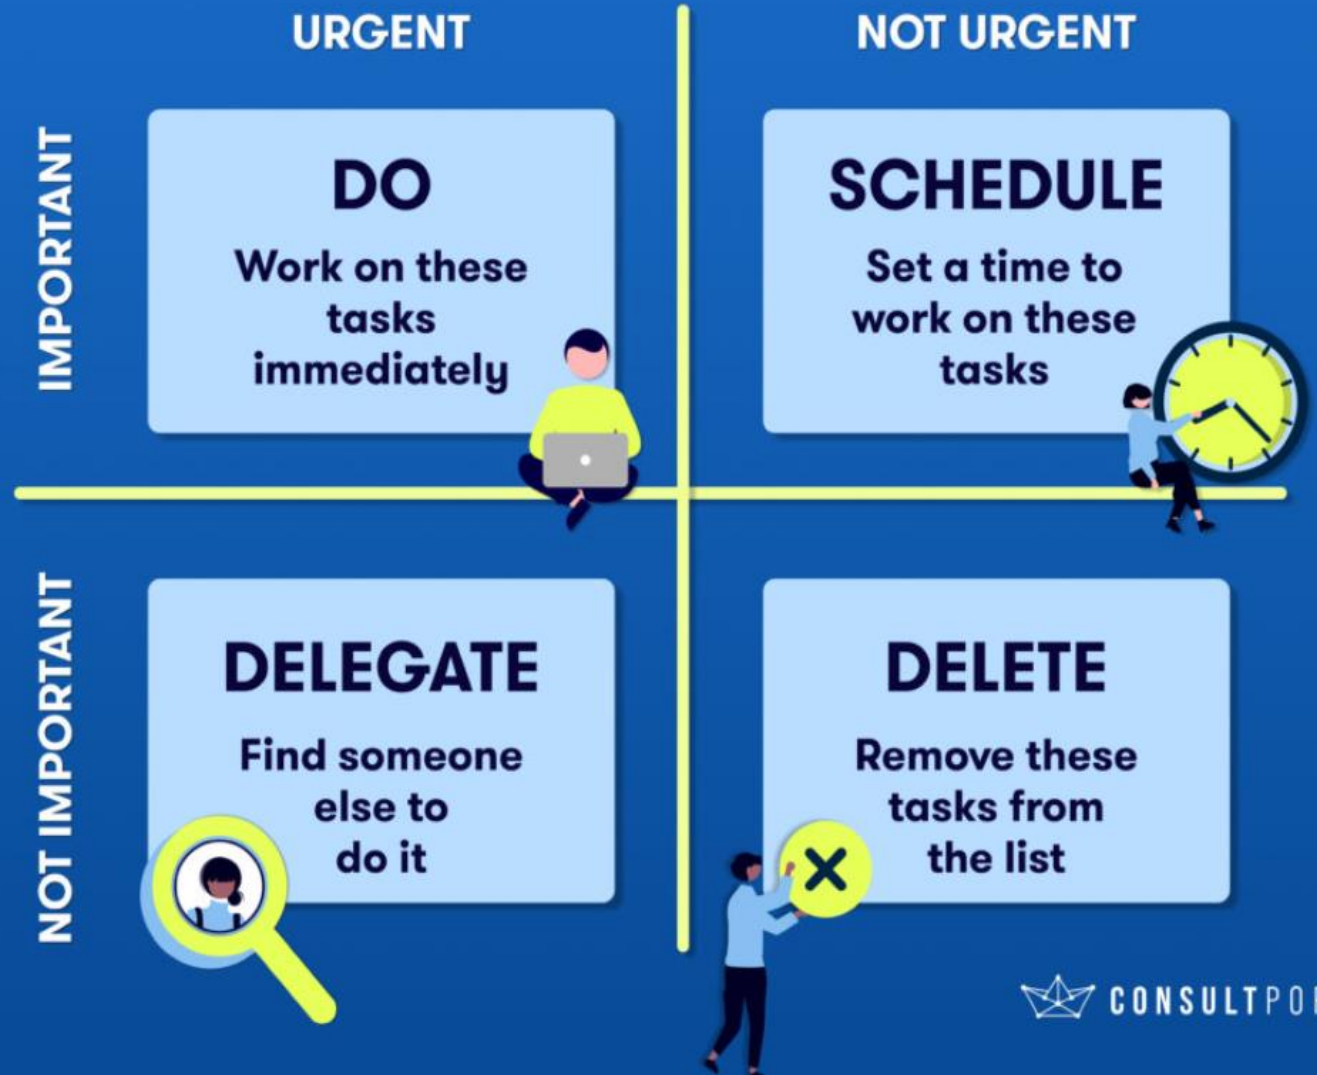 URGENT
NOT URGENT
IMPORTANT
DO
Work on these
tasks
immediately
SCHEDULE
Set a time to
work on these
tasks
NOT IMPORTANT
DELEGATE
Find someone
else to
do it
DELETE
Remove these
tasks from
the list